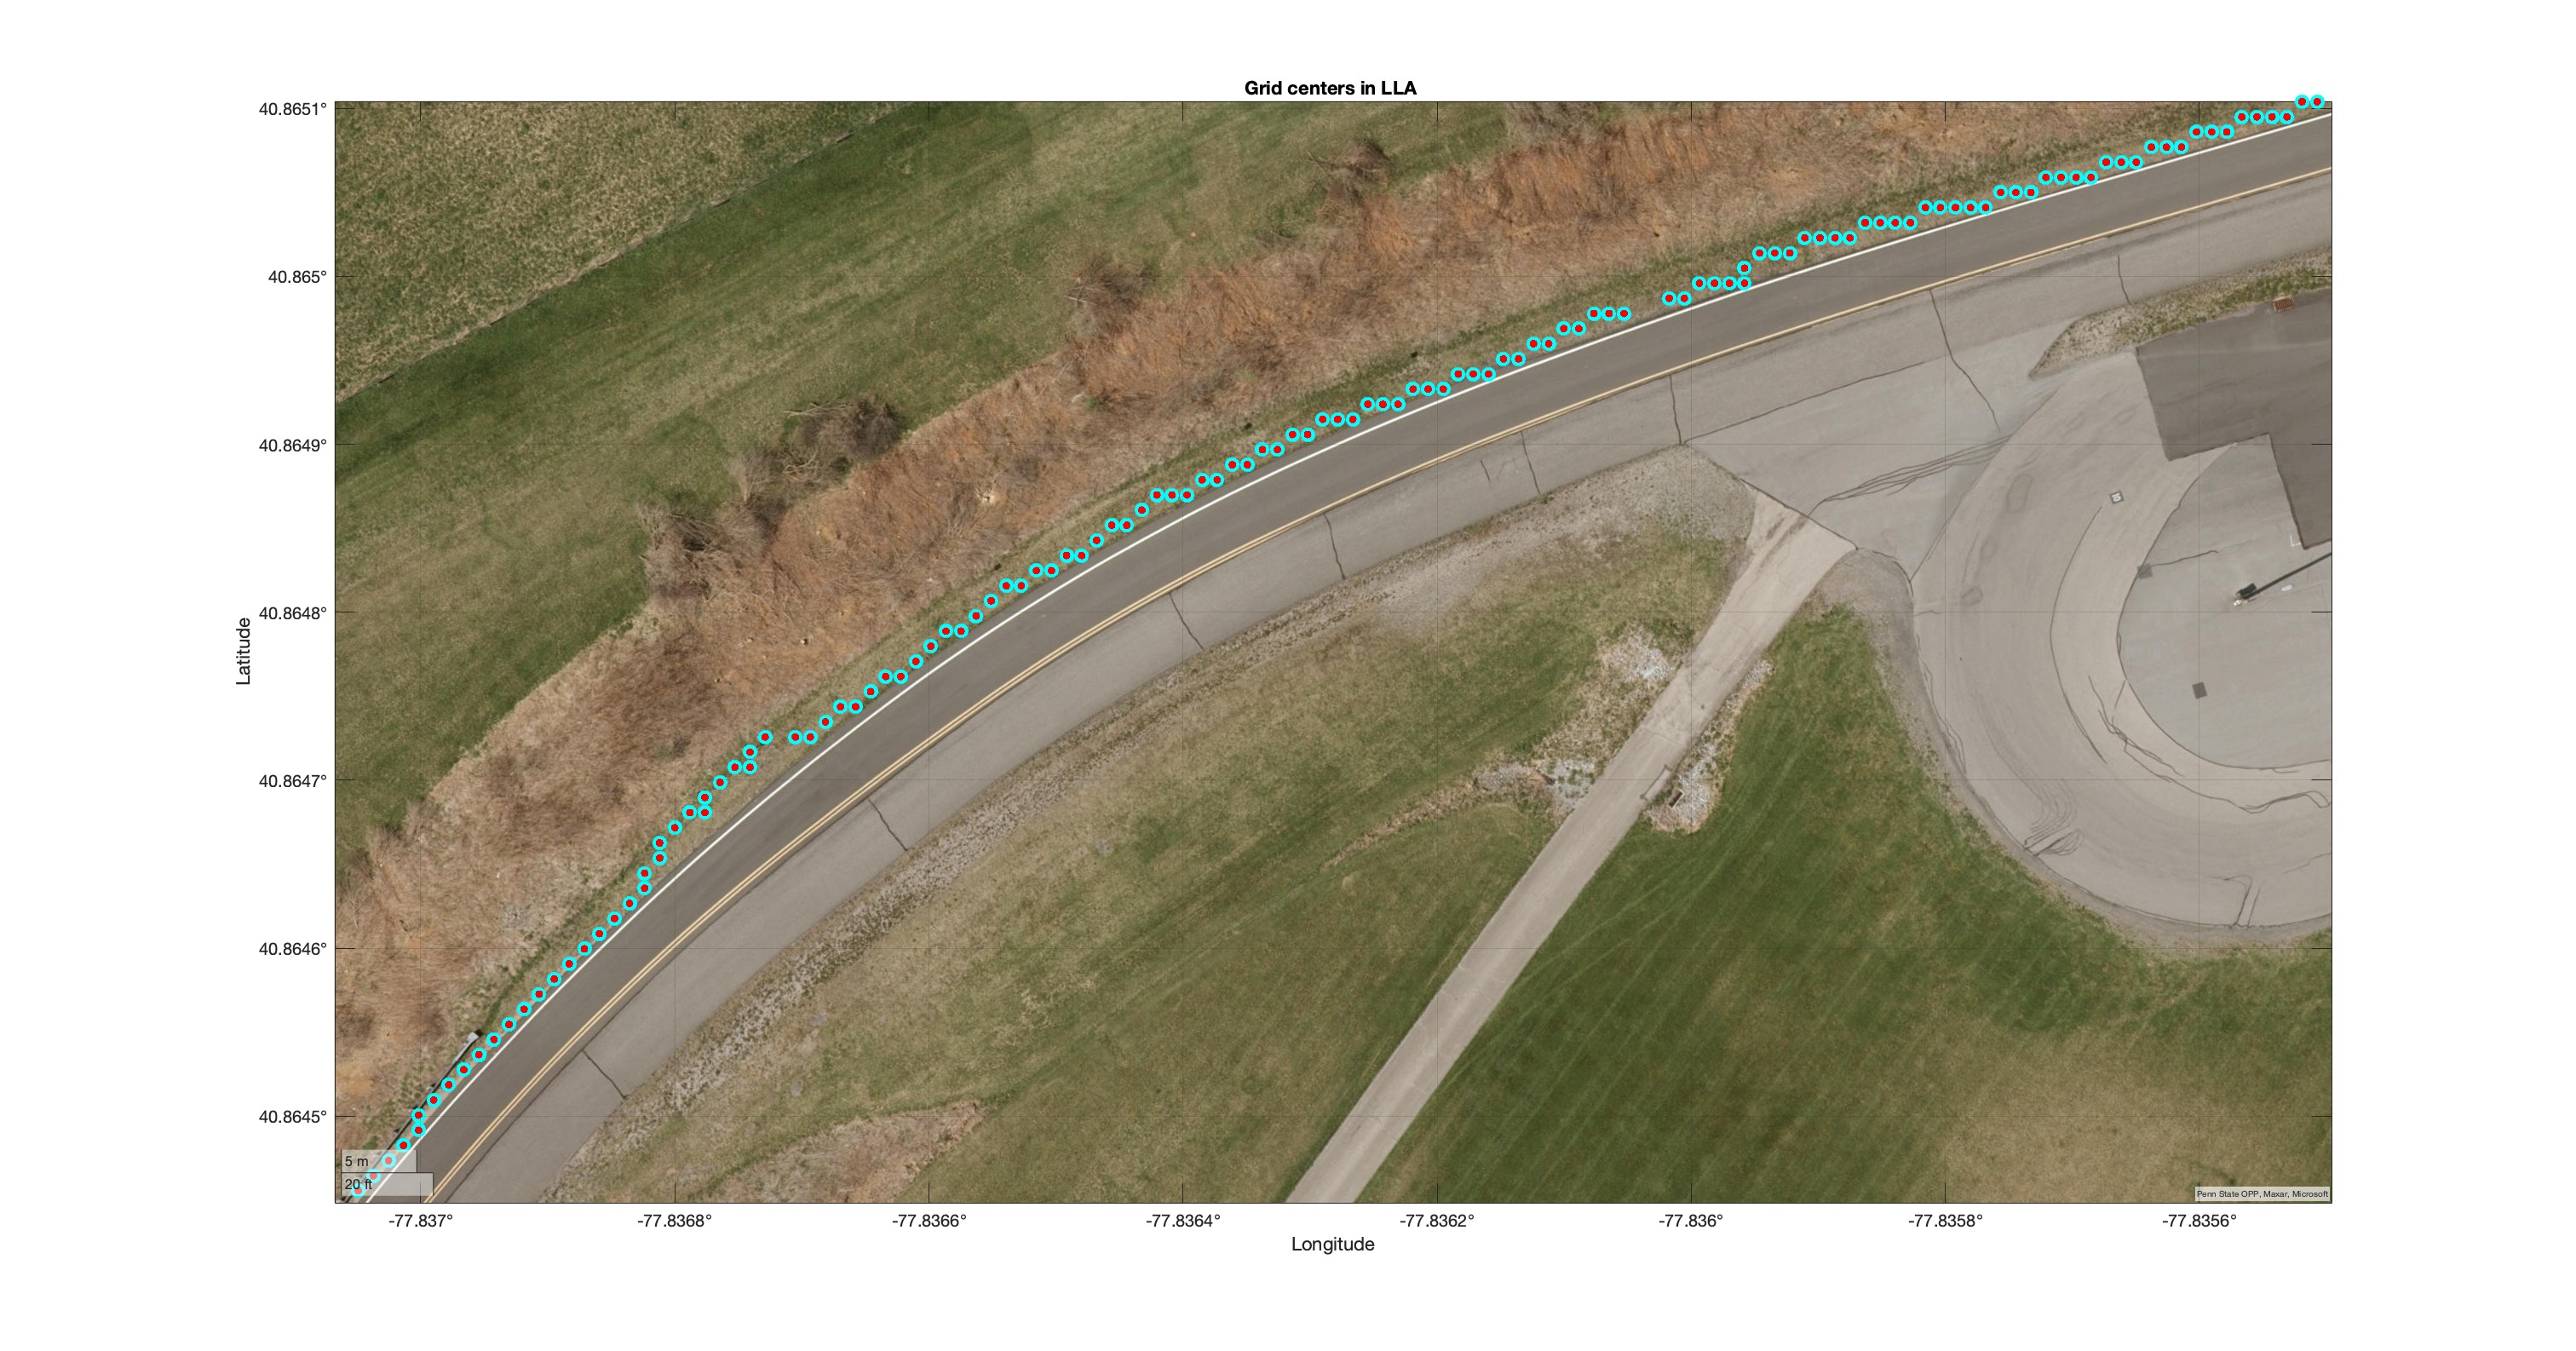 Grid centers in LLA
40.8651°
40.865°
40.8649°
40.8648°
40.8647°
40.8646°
40.8645°
Latitude
5 m
20 ft
Penn State OPP, Maxar, Microsoft
-77.837°
-77.8368°
-77.8366°
-77.8364°
-77.8362°
-77.836°
-77.8358°
-77.8356°
Longitude